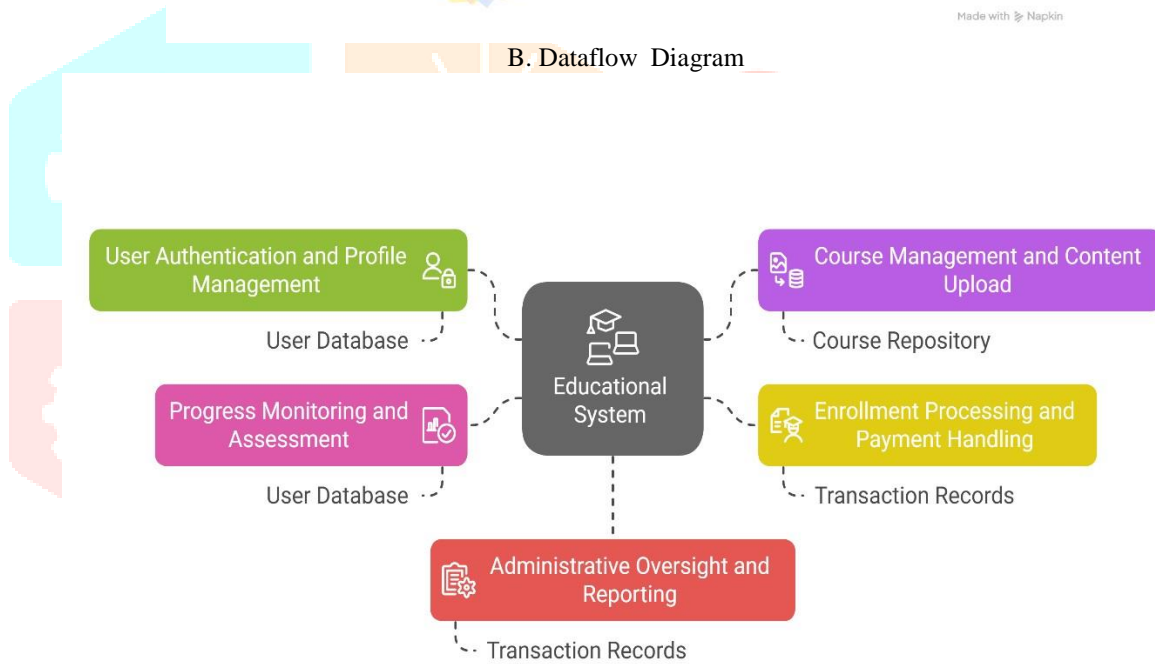 Made with Napkin
B. Dataflow Diagram
User Authentication and Profile
Management
User Database
Progress Monitoring and
Assessment
User Database
Educational
System
Course Management and Content
Upload
Course Repository
Enrollment Processing and
Payment Handling
Transaction Records
Administrative Oversight and
Reporting
Transaction Records